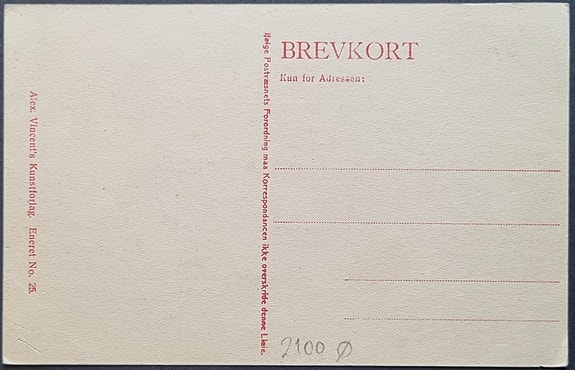 Alex. Vincent's Kunstforlag. Eneret No. 25.
Ifølge Postvæsnets Forordning maa Korrespondancen ikke overskride denne Linie.
BREVKORT
Kun for Adressen:
2100 Ø